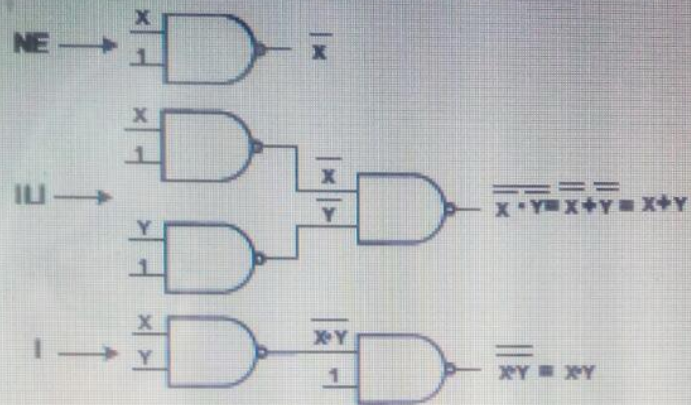 X
NE
1
X̅
X
1
X̅
ILI
Y̅
X̅̅ · Y̅ = X̿ + Y̿ = X+Y
Y
1
X
X·Y̅
I
Y
1
X·Y̿ = X·Y